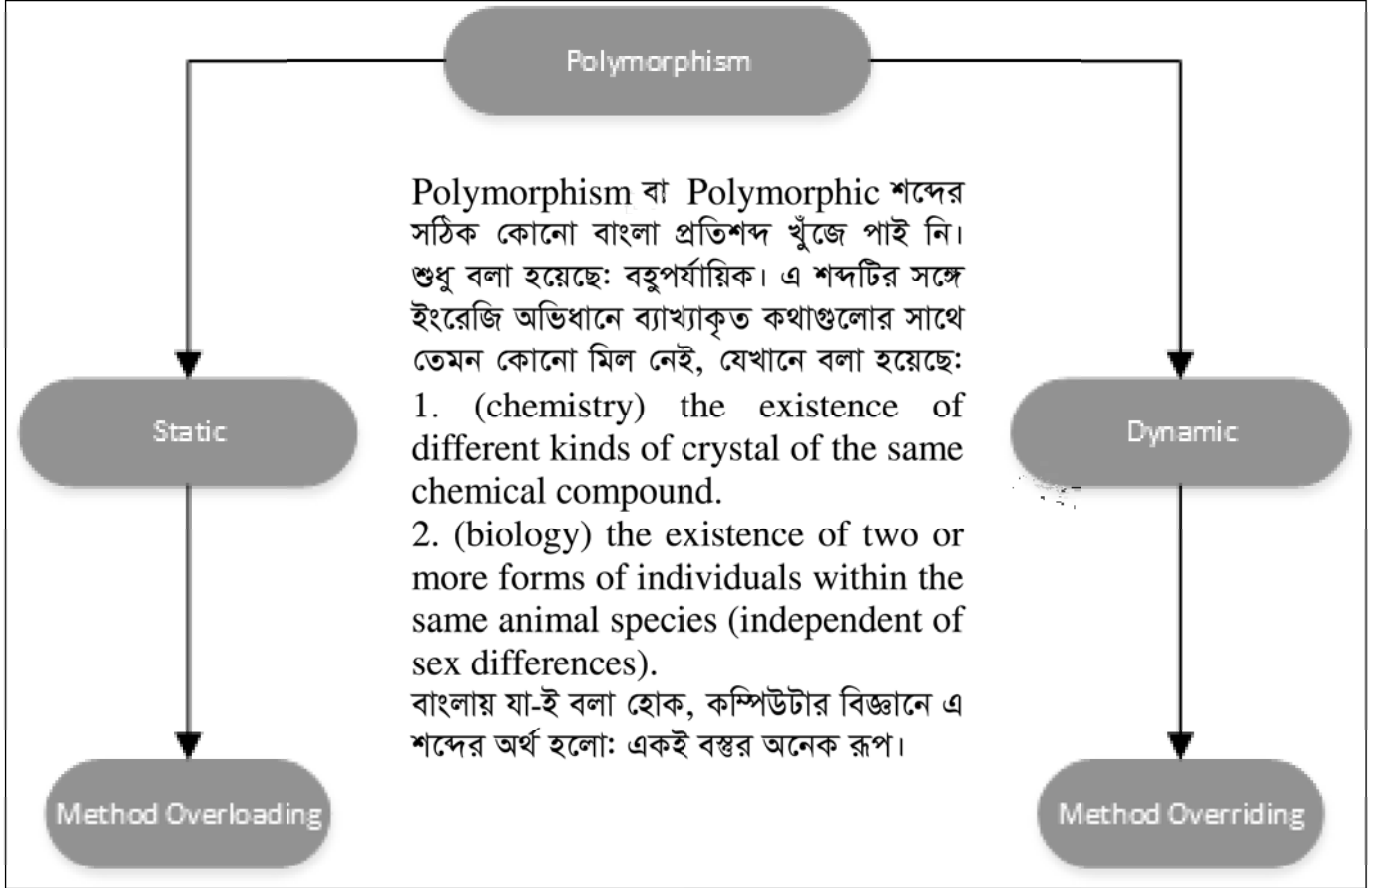 Polymorphism
Polymorphism বা Polymorphic শব্দের
সঠিক কোনো বাংলা প্রতিশব্দ খুঁজে পাই নি।
শুধু বলা হয়েছেঃ বহুপর্যায়িক। এ শব্দটির সঙ্গে
ইংরেজি অভিধানে ব্যাখ্যাকৃত কথাগুলোর সাথে
তেমন কোনো মিল নেই, যেখানে বলা হয়েছেঃ
1. (chemistry) the existence of
different kinds of crystal of the same
chemical compound.
2. (biology) the existence of two or
more forms of individuals within the
same animal species (independent of
sex differences).
বাংলায় যা-ই বলা হোক, কম্পিউটার বিজ্ঞানে এ
শব্দের অর্থ হলোঃ একই বস্তুর অনেক রূপ।
Static
Dynamic
Method Overloading
Method Overriding